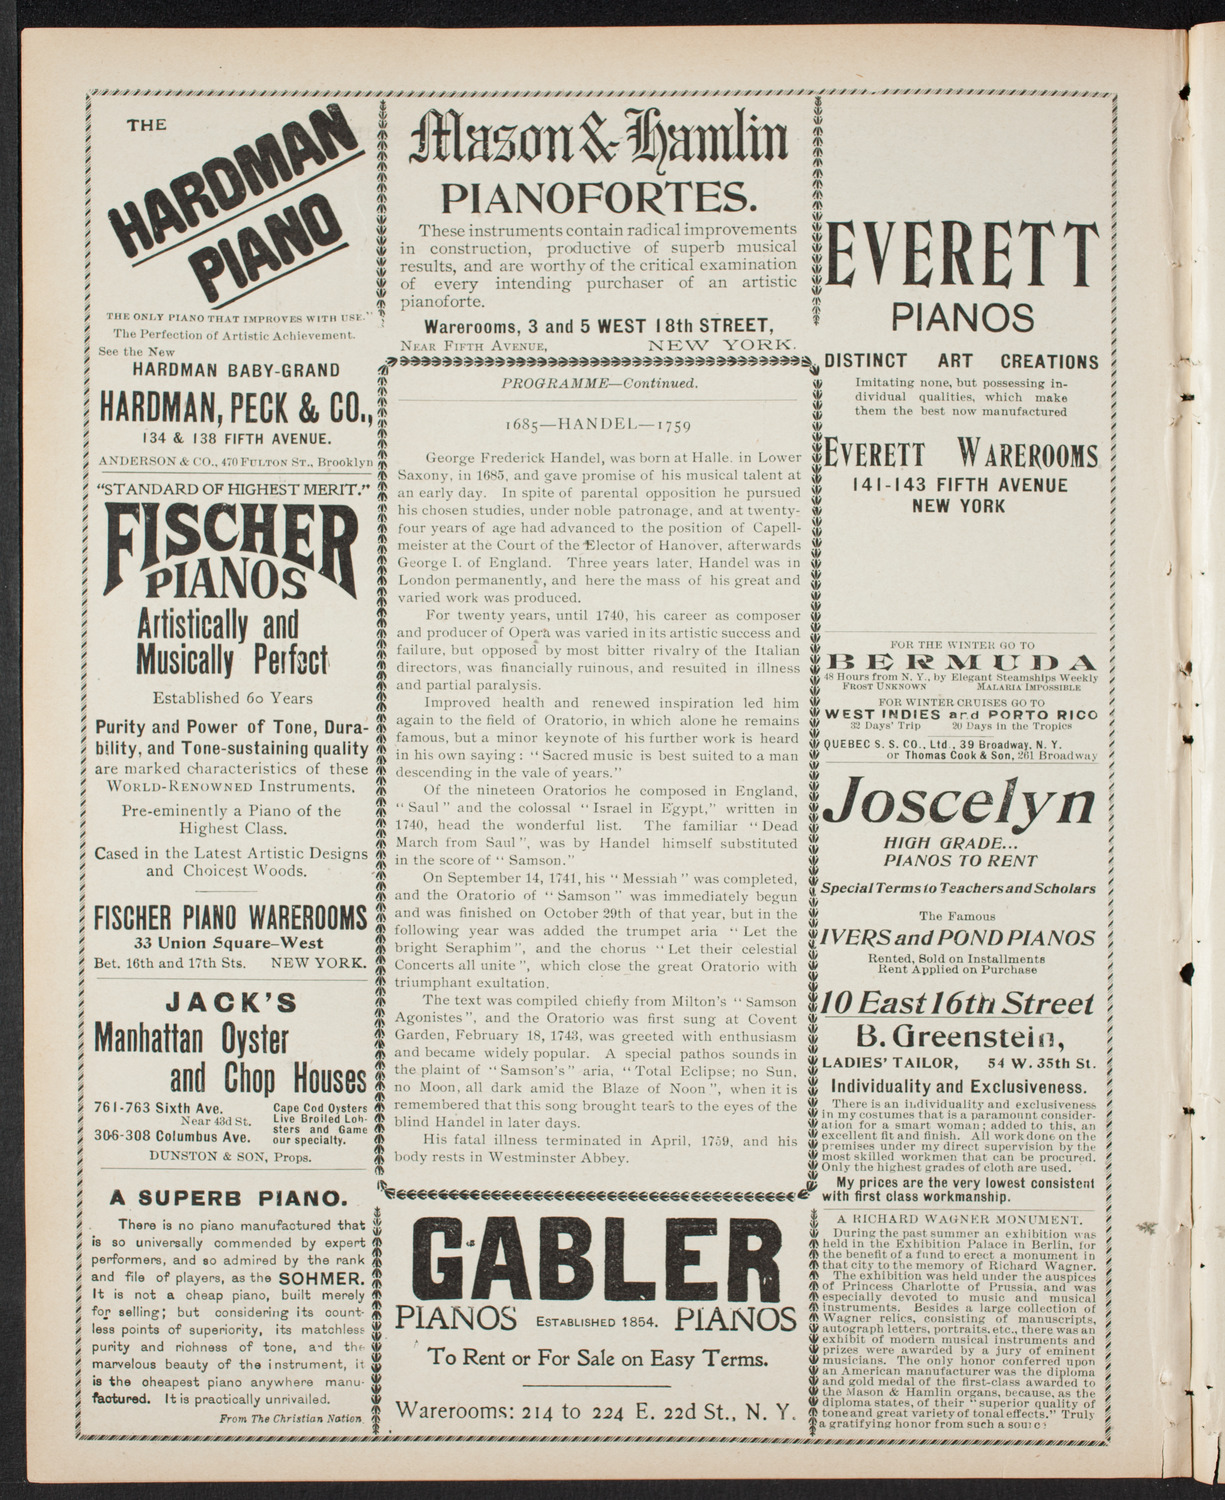 THE
HARDMAN
PIANO
THE ONLY PIANO THAT IMPROVES WITH USE."
The Perfection of Artistic Achievement.
See the New
HARDMAN BABY-GRAND
HARDMAN, PECK & CO.,
134 & 138 FIFTH AVENUE.
ANDERSON & CO., 470 FULTON ST., Brooklyn
"STANDARD OF HIGHEST MERIT."
FISCHER
PIANOS
Artistically and
Musically Perfect
Established 60 Years
Purity and Power of Tone, Dura-
bility, and Tone-sustaining quality
are marked characteristics of these
WORLD-RENOWNED Instruments.
Pre-eminently a Piano of the
Highest Class.
Cased in the Latest Artistic Designs
and Choicest Woods.
FISCHER PIANO WAREROOMS
33 Union Square-West
Bet. 16th and 17th Sts. NEW YORK.
JACK'S
Manhattan Oyster
and Chop Houses
761-763 Sixth Ave.
Near 43d St.
306-308 Columbus Ave.
Cape Cod Oysters
Live Broiled Lob-
sters and Game
our specialty.
DUNSTON & SON, Props.
A SUPERB PIANO.
There is no piano manufactured that
is so universally commended by expert
performers, and so admired by the rank
and file of players, as the SOHMER.
It is not a cheap piano, built merely
for selling; but considering its count-
less points of superiority, its matchless
purity and richness of tone, and the
marvelous beauty of the instrument, it
is the cheapest piano anywhere manu-
factured. It is practically unrivalled.
From The Christian Nation
Mason & Hamlin
PIANOFORTES.
These instruments contain radical improvements
in construction, productive of superb musical
results, and are worthy of the critical examination
of every intending purchaser of an artistic
pianoforte.
Warerooms, 3 and 5 WEST 18th STREET,
NEAR FIFTH AVENUE, NEW YORK.
PROGRAMME—Continued.
1685—HANDEL—1759
George Frederick Handel, was born at Halle. in Lower
Saxony, in 1685, and gave promise of his musical talent at
an early day. In spite of parental opposition he pursued
his chosen studies, under noble patronage, and at twenty-
four years of age had advanced to the position of Capell-
meister at the Court of the Elector of Hanover, afterwards
George I. of England. Three years later, Handel was in
London permanently, and here the mass of his great and
varied work was produced.
For twenty years, until 1740, his career as composer
and producer of Opera was varied in its artistic success and
failure, but opposed by most bitter rivalry of the Italian
directors, was financially ruinous, and resulted in illness
and partial paralysis.
Improved health and renewed inspiration led him
again to the field of Oratorio, in which alone he remains
famous, but a minor keynote of his further work is heard
in his own saying: "Sacred music is best suited to a man
descending in the vale of years."
Of the nineteen Oratorios he composed in England,
"Saul" and the colossal "Israel in Egypt," written in
1740, head the wonderful list. The familiar "Dead
March from Saul", was by Handel himself substituted
in the score of "Samson."
On September 14, 1741, his "Messiah" was completed,
and the Oratorio of "Samson" was immediately begun
and was finished on October 29th of that year, but in the
following year was added the trumpet aria "Let the
bright Seraphim", and the chorus "Let their celestial
Concerts all unite", which close the great Oratorio with
triumphant exultation.
The text was compiled chiefly from Milton's "Samson
Agonistes", and the Oratorio was first sung at Covent
Garden, February 18, 1743, was greeted with enthusiasm
and became widely popular. A special pathos sounds in
the plaint of "Samson's" aria, "Total Eclipse; no Sun,
no Moon, all dark amid the Blaze of Noon", when it is
remembered that this song brought tears to the eyes of the
blind Handel in later days.
His fatal illness terminated in April, 1759, and his
body rests in Westminster Abbey.
GABLER
PIANOS ESTABLISHED 1854. PIANOS
To Rent or For Sale on Easy Terms.
Warerooms: 214 to 224 E. 22d St., N. Y.
EVERETT
PIANOS
DISTINCT ART CREATIONS
Imitating none, but possessing in-
dividual qualities, which make
them the best now manufactured
EVERETT WAREROOMS
141-143 FIFTH AVENUE
NEW YORK
FOR THE WINTER GO TO
BERMUDA
48 Hours from N. Y., by Elegant Steamships Weekly
FROST UNKNOWN MALARIA IMPOSSIBLE
FOR WINTER CRUISES GO TO
WEST INDIES and PORTO RICO
32 Days' Trip 20 Days in the Tropics
QUEBEC S. S. CO., Ltd., 39 Broadway, N. Y.
or Thomas Cook & Son, 261 Broadway
Joscelyn
HIGH GRADE...
PIANOS TO RENT
Special Terms to Teachers and Scholars
The Famous
IVERS and POND PIANOS
Rented, Sold on Installments
Rent Applied on Purchase
10 East 16th Street
B. Greenstein,
LADIES' TAILOR, 54 W. 35th St.
Individuality and Exclusiveness.
There is an individuality and exclusiveness
in my costumes that is a paramount consider-
ation for a smart woman; added to this, an
excellent fit and finish. All work done on the
premises under my direct supervision by the
most skilled workmen that can be procured.
Only the highest grades of cloth are used.
My prices are the very lowest consistent
with first class workmanship.
A RICHARD WAGNER MONUMENT.
During the past summer an exhibition was
held in the Exhibition Palace in Berlin, for
the benefit of a fund to erect a monument in
that city to the memory of Richard Wagner.
The exhibition was held under the auspices
of Princess Charlotte of Prussia, and was
especially devoted to music and musical
instruments. Besides a large collection of
Wagner relics, consisting of manuscripts,
autograph letters, portraits, etc., there was an
exhibit of modern musical instruments and
prizes were awarded by a jury of eminent
musicians. The only honor conferred upon
an American manufacturer was the diploma
and gold medal of the first-class awarded to
the Mason & Hamlin organs, because, as the
diploma states, of their "superior quality of
tone and great variety of tonal effects." Truly
a gratifying honor from such a source!